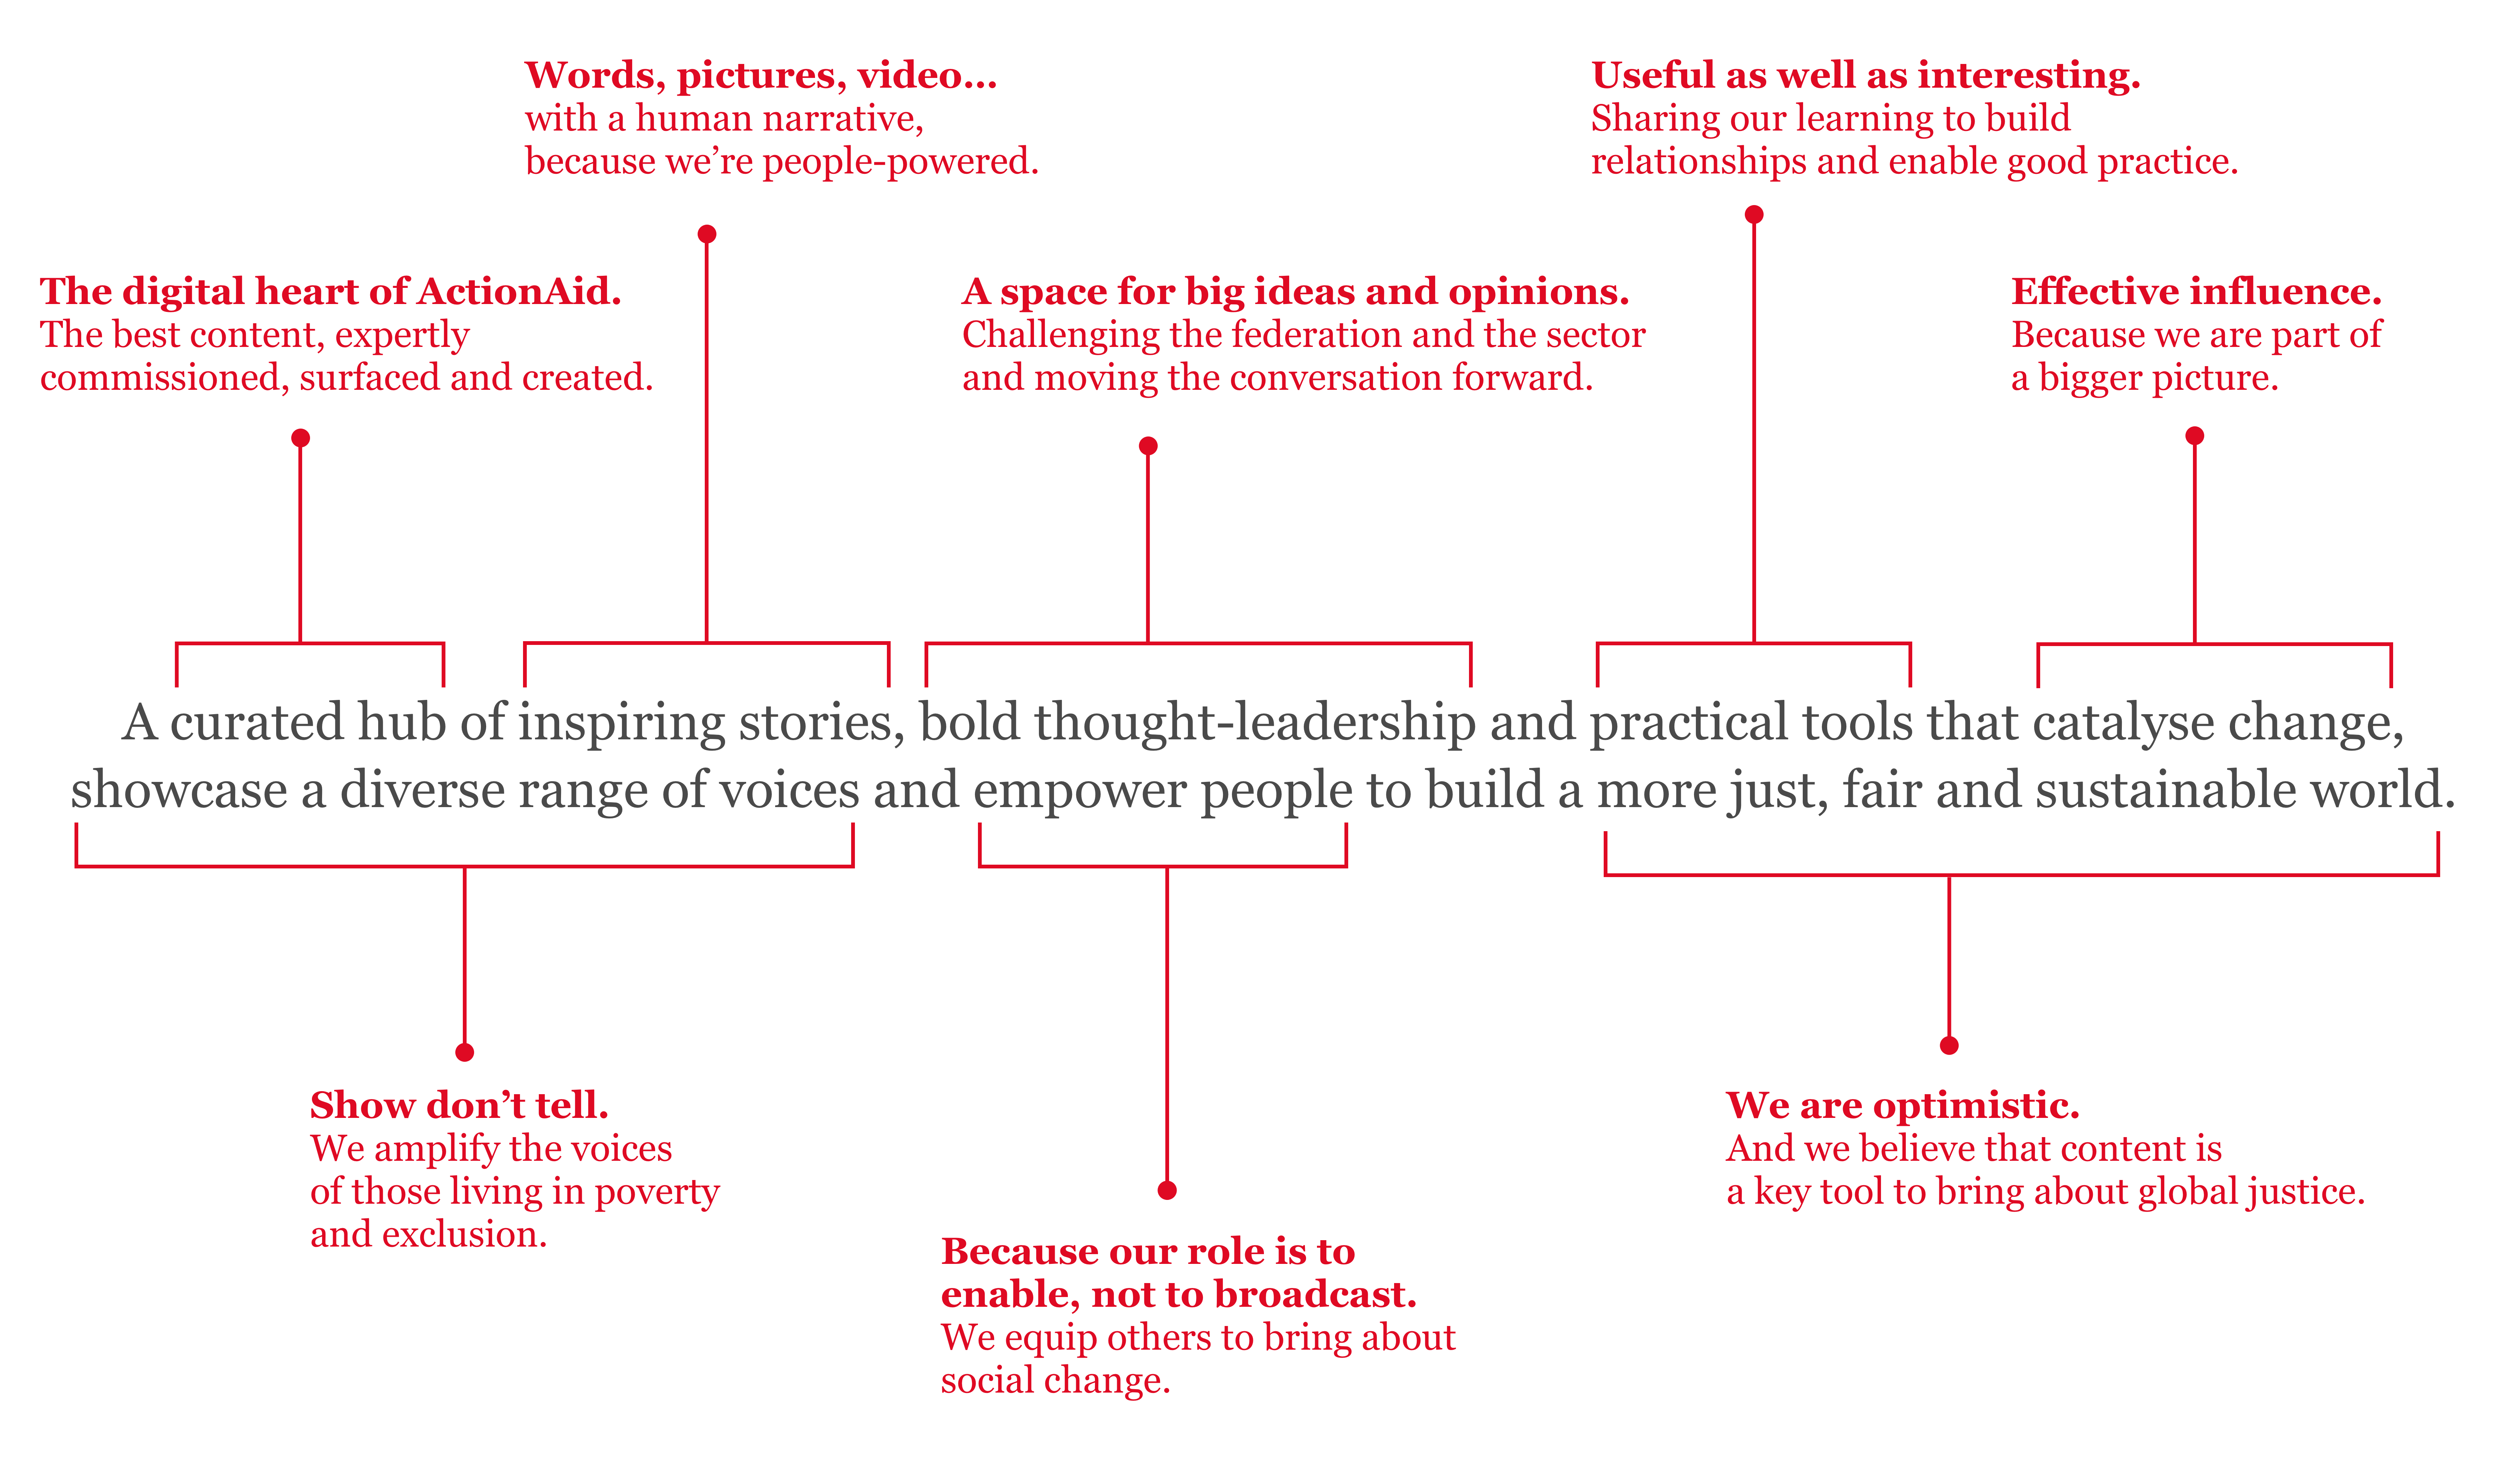 Words, pictures, video…
with a human narrative,
because we’re people-powered.
Useful as well as interesting.
Sharing our learning to build
relationships and enable good practice.
The digital heart of ActionAid.
The best content, expertly
commissioned, surfaced and created.
A space for big ideas and opinions.
Challenging the federation and the sector
and moving the conversation forward.
Effective influence.
Because we are part of
a bigger picture.
A curated hub of inspiring stories, bold thought-leadership and practical tools that catalyse change,
showcase a diverse range of voices and empower people to build a more just, fair and sustainable world.
Show don’t tell.
We amplify the voices
of those living in poverty
and exclusion.
Because our role is to
enable, not to broadcast.
We equip others to bring about
social change.
We are optimistic.
And we believe that content is
a key tool to bring about global justice.